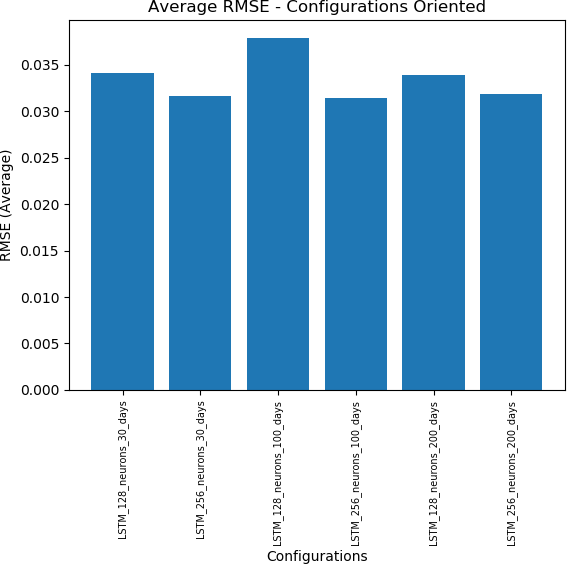 Average RMSE - Configurations Oriented
RMSE (Average)
0.035
0.030
0.025
0.020
0.015
0.010
0.005
0.000
LSTM_128_neurons_30_days
LSTM_256_neurons_30_days
LSTM_128_neurons_100_days
LSTM_256_neurons_100_days
LSTM_128_neurons_200_days
LSTM_256_neurons_200_days
Configurations